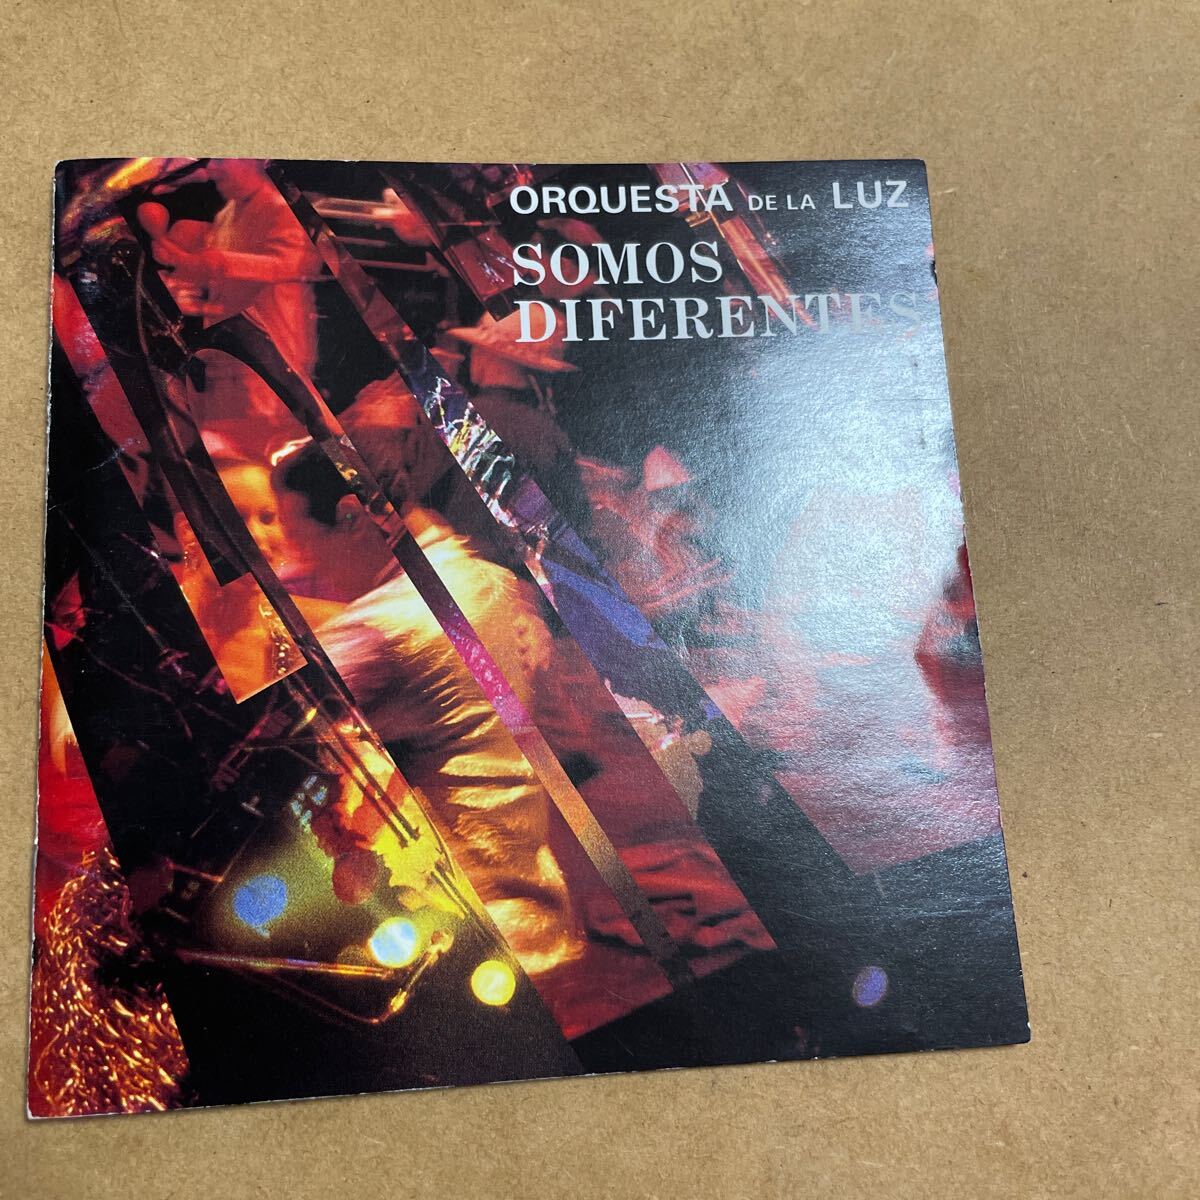 ORQUESTA DE LA LUZ
SOMOS
DIFERENTES